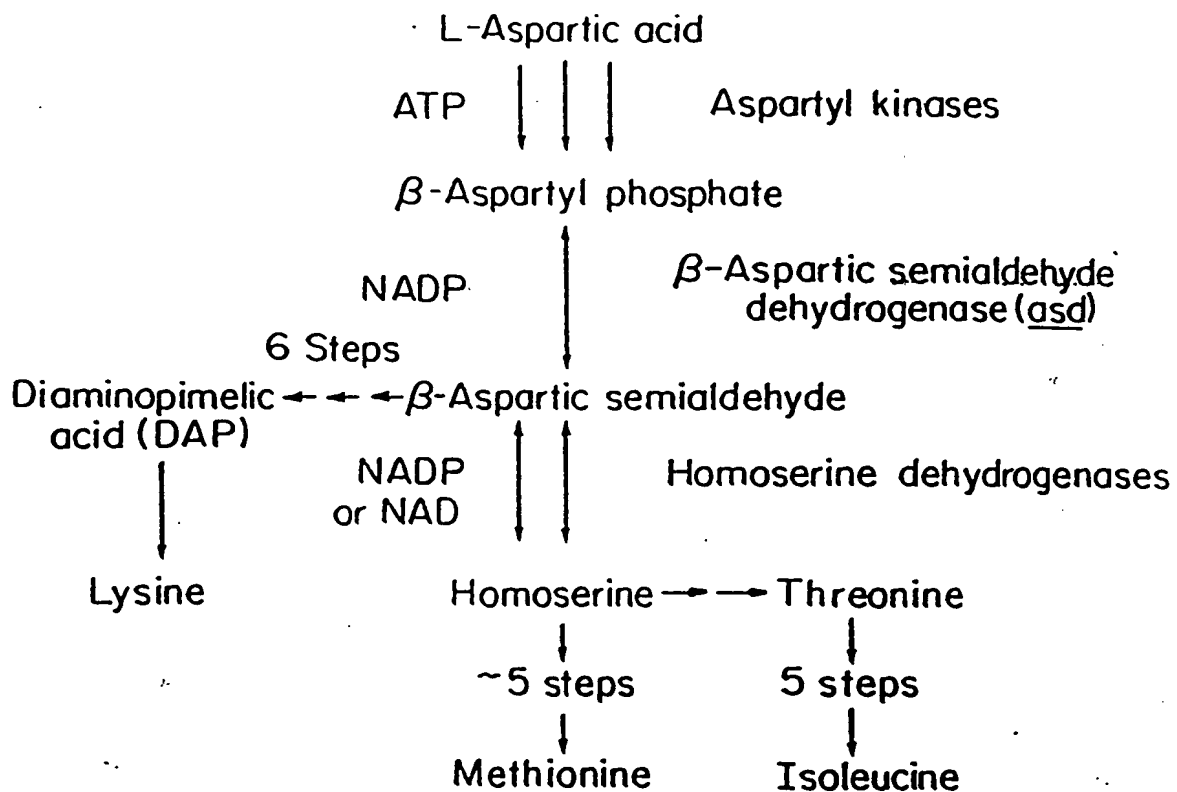 L-Aspartic acid
ATP
Aspartyl kinases
β-Aspartyl phosphate
NADP
β-Aspartic semialdehyde
dehydrogenase (asd)
6 Steps
Diaminopimelic
acid (DAP)
β-Aspartic semialdehyde
NADP
or NAD
Homoserine dehydrogenases
Lysine
Homoserine
Threonine
~5 steps
5 steps
Methionine
Isoleucine